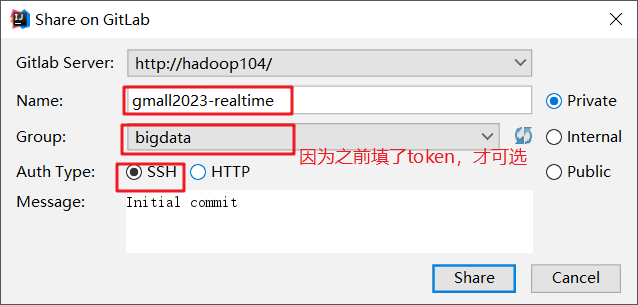 Share on GitLab
Gitlab Server: http://hadoop104/
Name: gmall2023-realtime Private
Group: bigdata Internal
因为之前填了token，才可选
Auth Type: SSH HTTP Public
Message: Initial commit
Share Cancel